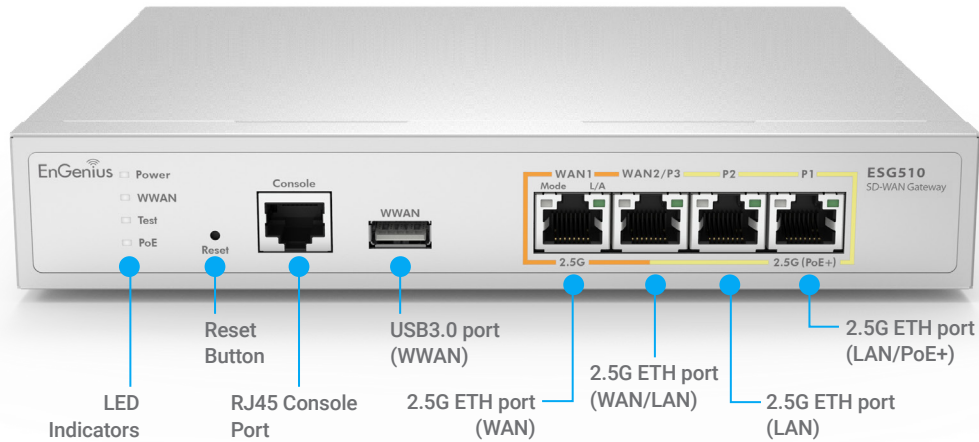 EnGenius
Power
WWAN
Test
PoE
Reset
Console
WWAN
WAN1
WAN2/P3
P2
P1
Mode
L/A
2.5G
2.5G (PoE+)
ESG510
SD-WAN Gateway
LED
Indicators
Reset
Button
RJ45 Console
Port
USB3.0 port
(WWAN)
2.5G ETH port
(WAN)
2.5G ETH port
(WAN/LAN)
2.5G ETH port
(LAN)
2.5G ETH port
(LAN/PoE+)